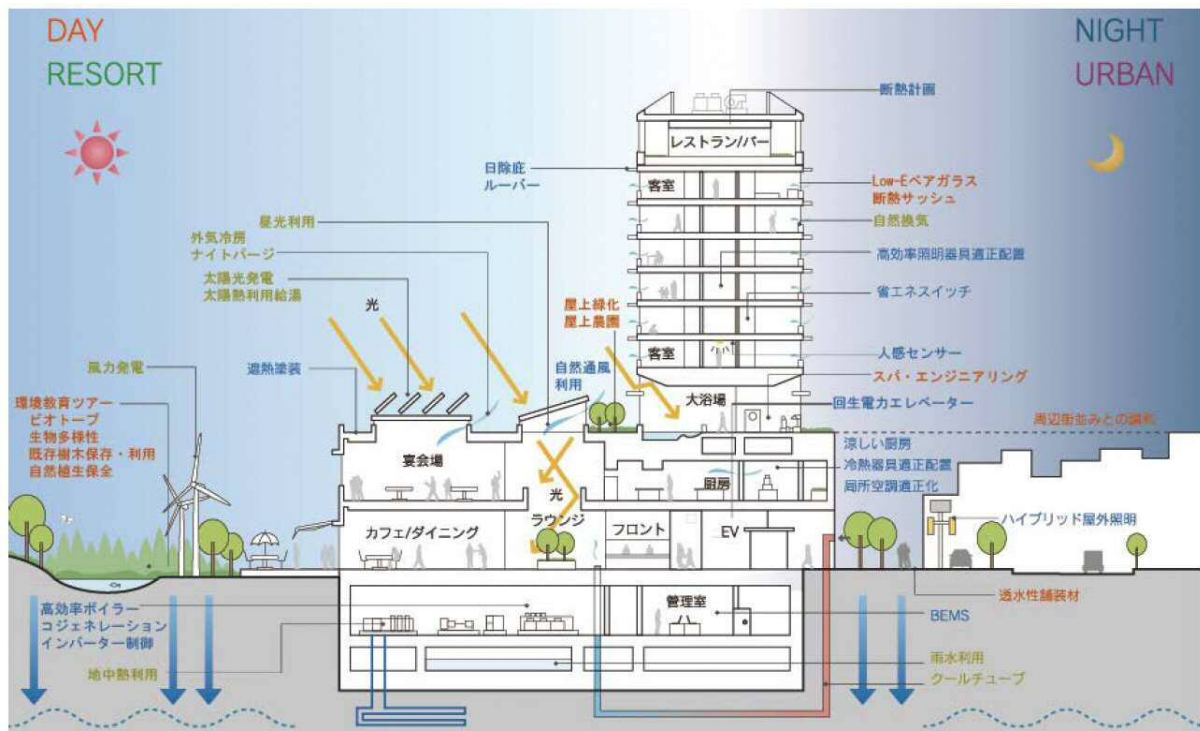 DAY
RESORT
NIGHT
URBAN
断熱計画
レストラン/バー
日除庇
ルーバー
客室
Low-Eペアガラス
断熱サッシュ
自然換気
昼光利用
外気冷房
ナイトパージ
太陽光発電
太陽熱利用給湯
光
高効率照明器具適正配置
省エネスイッチ
屋上緑化
屋上農園
客室
人感センサー
風力発電
遮熱塗装
自然通風
利用
スパ・エンジニアリング
大浴場
回生電力エレベーター
環境教育ツアー
ビオトープ
生物多様性
既存樹木保存・利用
自然植生保全
周辺街並みとの調和
涼しい厨房
冷熱器具適正配置
局所空調適正化
宴会場
厨房
光
ラウンジ
カフェ/ダイニング
フロント
EV
ハイブリッド屋外照明
透水性舗装材
高効率ボイラー
コジェネレーション
インバーター制御
管理室
BEMS
地中熱利用
雨水利用
クールチューブ